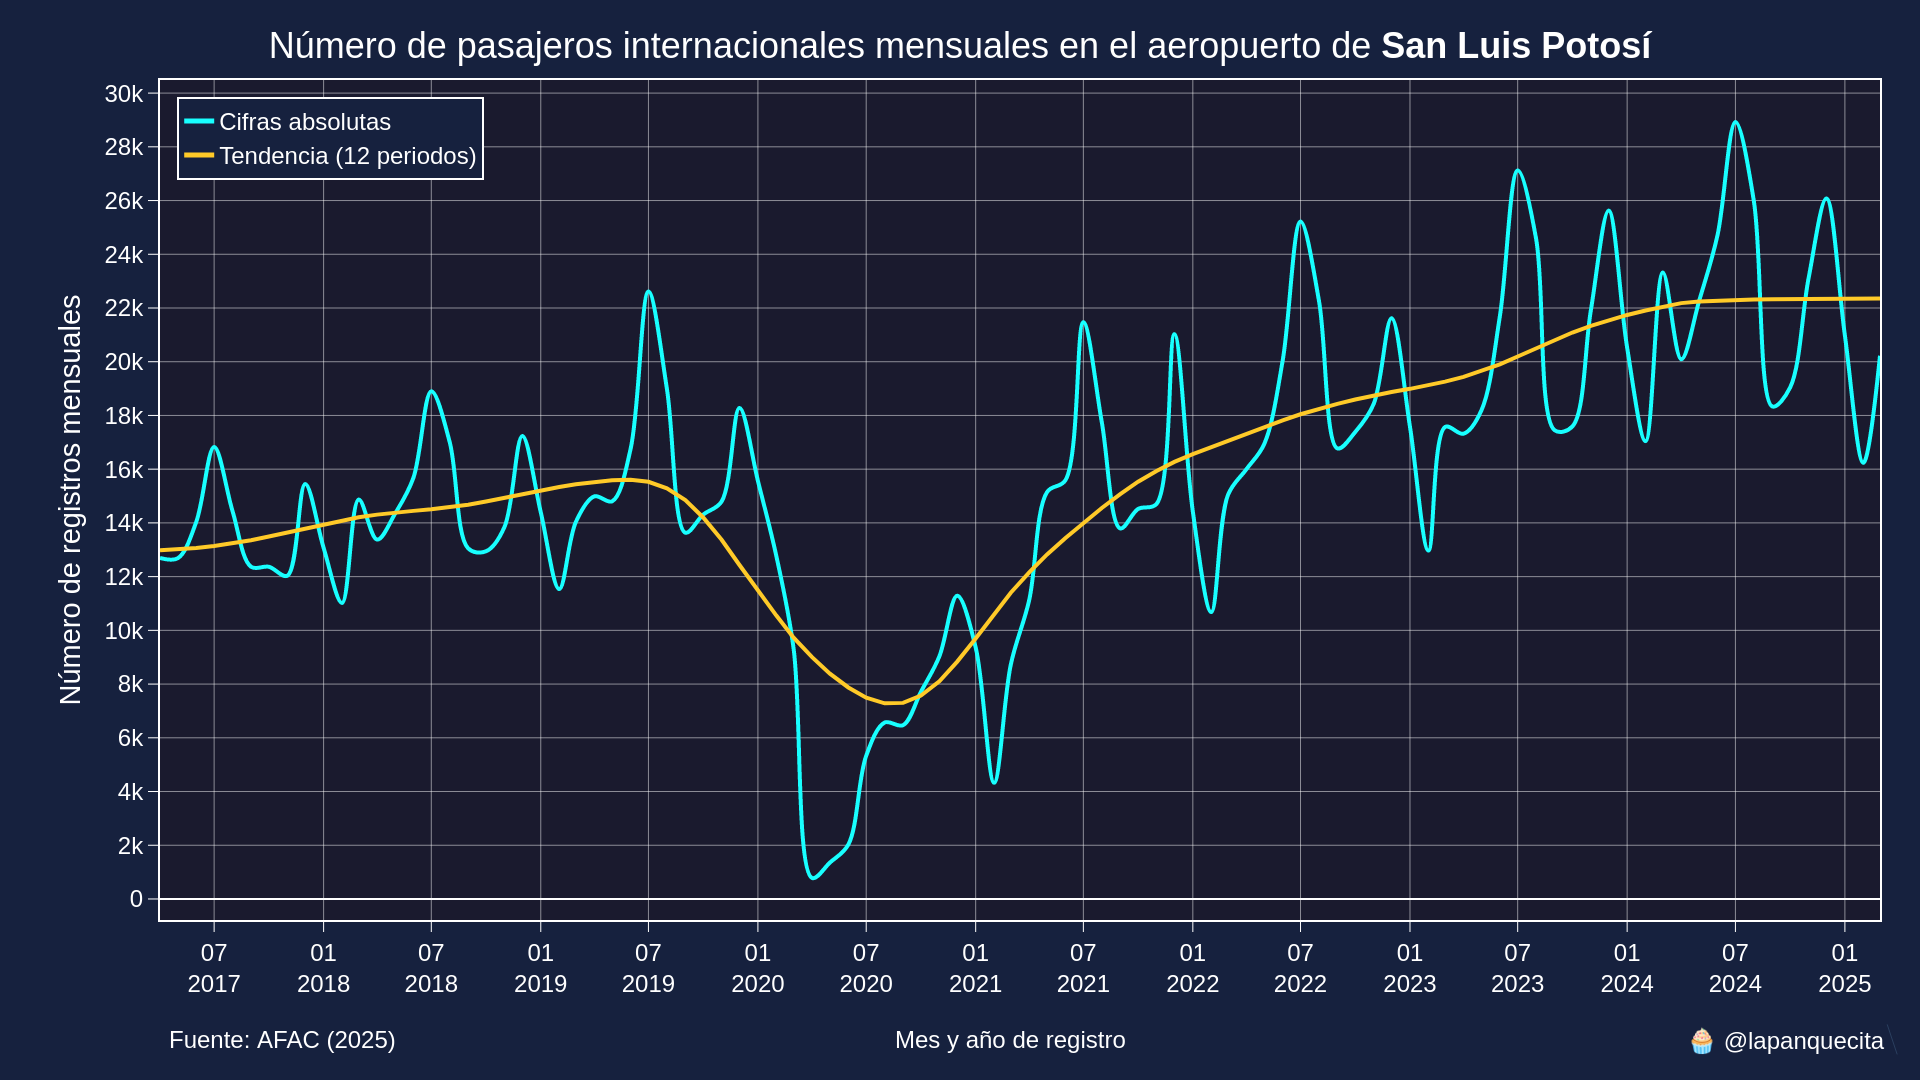 Número de pasajeros internacionales mensuales en el aeropuerto de San Luis Potosí
Cifras absolutas
Tendencia (12 periodos)
Número de registros mensuales
30k
28k
26k
24k
22k
20k
18k
16k
14k
12k
10k
8k
6k
4k
2k
0
07 01 07 01 07 01 07 01 07 01 07 01 07 01 07 01
2017 2018 2018 2019 2019 2020 2020 2021 2021 2022 2022 2023 2023 2024 2024 2025
Fuente: AFAC (2025)
Mes y año de registro
🧁 @lapanquecita